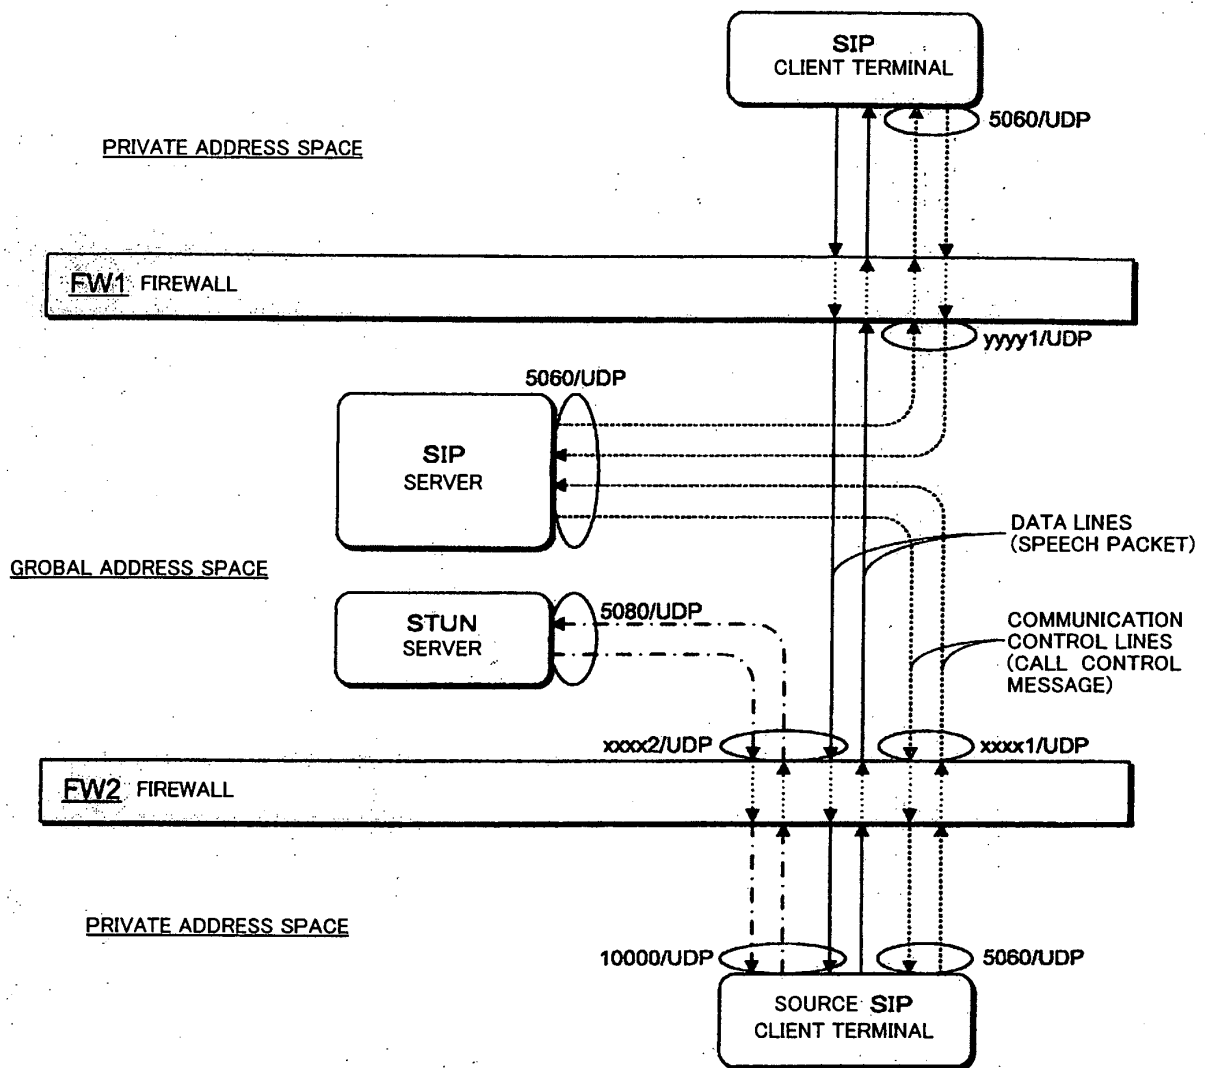 SIP
CLIENT TERMINAL
5060/UDP
PRIVATE ADDRESS SPACE
FW1 FIREWALL
yyyy1/UDP
5060/UDP
SIP
SERVER
DATA LINES
(SPEECH PACKET)
GROBAL ADDRESS SPACE
5080/UDP
STUN
SERVER
COMMUNICATION
CONTROL LINES
(CALL CONTROL
MESSAGE)
xxxx2/UDP
xxxx1/UDP
FW2 FIREWALL
PRIVATE ADDRESS SPACE
10000/UDP
5060/UDP
SOURCE SIP
CLIENT TERMINAL